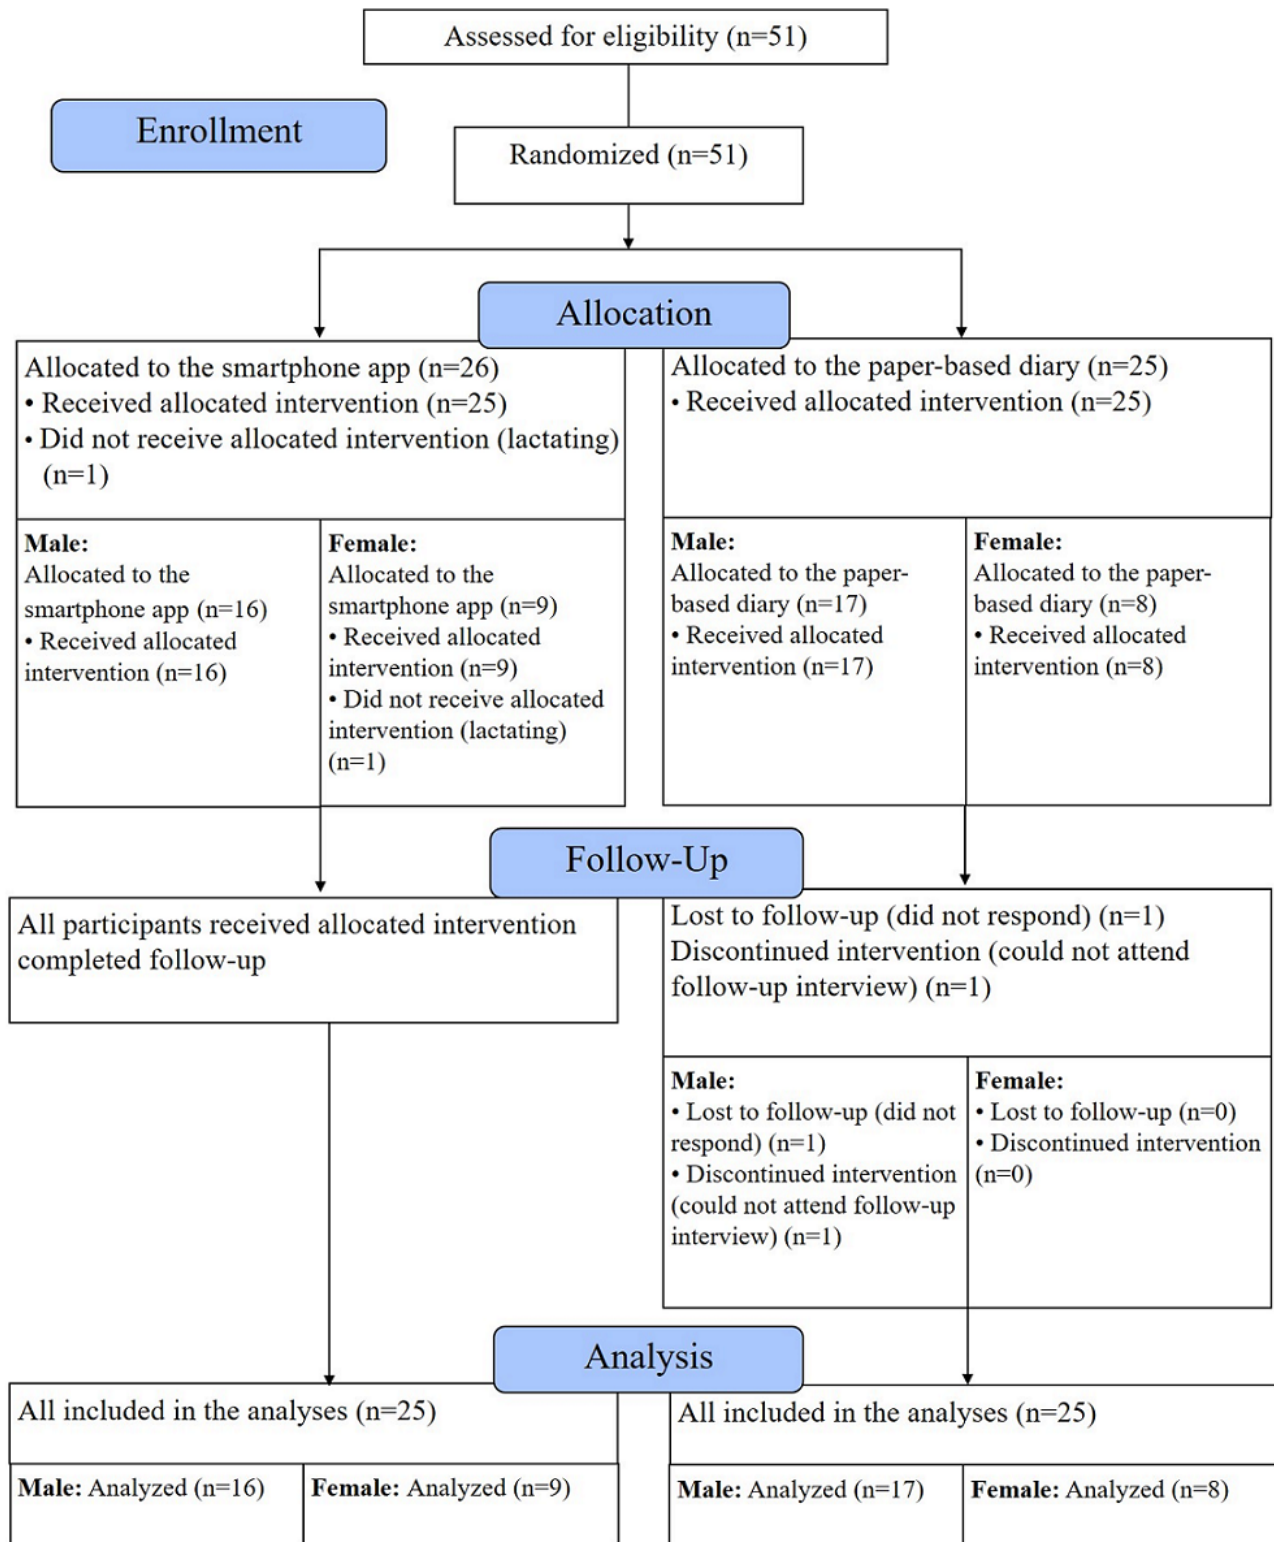 Assessed for eligibility (n=51)
Enrollment
Randomized (n=51)
Allocation
Allocated to the smartphone app (n=26)
• Received allocated intervention (n=25)
• Did not receive allocated intervention (lactating)
(n=1)
Allocated to the paper-based diary (n=25)
• Received allocated intervention (n=25)
Male:
Allocated to the
smartphone app (n=16)
• Received allocated
intervention (n=16)
Female:
Allocated to the
smartphone app (n=9)
• Received allocated
intervention (n=9)
• Did not receive allocated
intervention (lactating)
(n=1)
Male:
Allocated to the paper-
based diary (n=17)
• Received allocated
intervention (n=17)
Female:
Allocated to the paper-
based diary (n=8)
• Received allocated
intervention (n=8)
Follow-Up
All participants received allocated intervention
completed follow-up
Lost to follow-up (did not respond) (n=1)
Discontinued intervention (could not attend
follow-up interview) (n=1)
Male:
• Lost to follow-up (did not
respond) (n=1)
• Discontinued intervention
(could not attend follow-up
interview) (n=1)
Female:
• Lost to follow-up (n=0)
• Discontinued intervention
(n=0)
Analysis
All included in the analyses (n=25)
Male: Analyzed (n=16)
Female: Analyzed (n=9)
All included in the analyses (n=25)
Male: Analyzed (n=17)
Female: Analyzed (n=8)